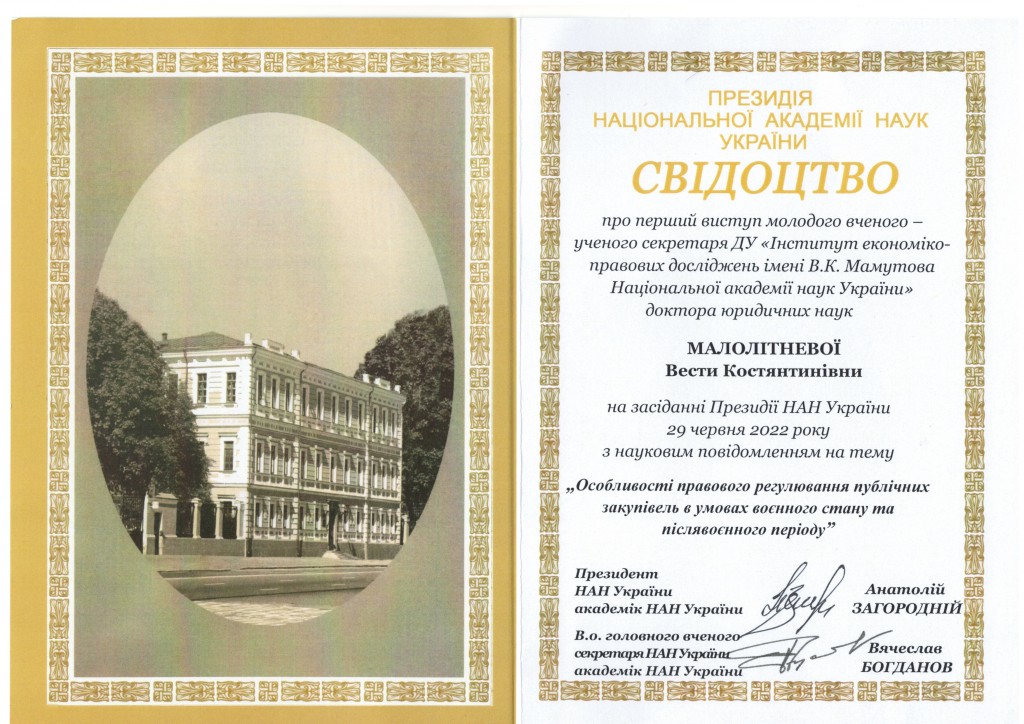 ПРЕЗИДІЯ
НАЦІОНАЛЬНОЇ АКАДЕМІЇ НАУК
УКРАЇНИ
СВІДОЦТВО
про перший виступ молодого вченого –
ученого секретаря ДУ «Інститут економіко-
правових досліджень імені В.К. Мамутова
Національної академії наук України»
доктора юридичних наук
МАЛОЛІТНЕВОЇ
Вести Костянтинівни
на засіданні Президії НАН України
29 червня 2022 року
з науковим повідомленням на тему
„Особливості правового регулювання публічних
закупівель в умовах воєнного стану та
післявоєнного періоду”
Президент
НАН України
академік НАН України
Анатолій
ЗАГОРОДНІЙ
В.о. головного вченого
секретаря НАН України
академік НАН України
Вячеслав
БОГДАНОВ